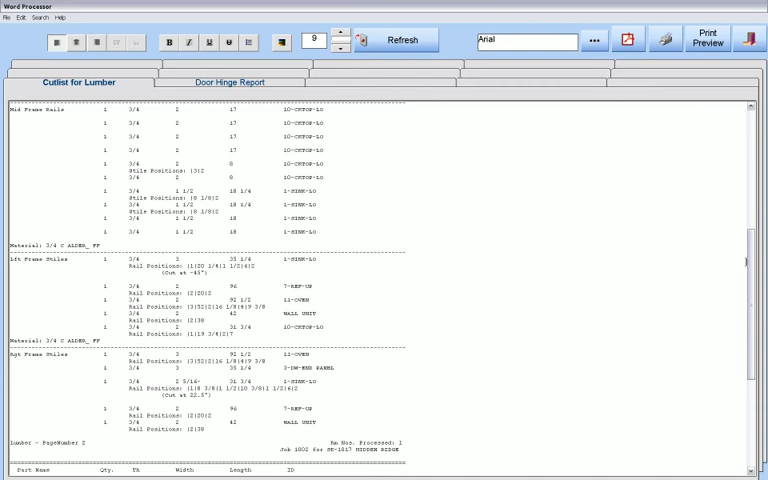 Word Processor
File Edit Search Help
B I U U 9 Refresh Arial ... Print Preview
Cutlist for Lumber Door Hinge Report
Mid Frame Rails 1 3/4 2 17 10-CKTOP-LO
1 3/4 2 17 10-CKTOP-LO
1 3/4 2 17 10-CKTOP-LO
1 3/4 2 17 10-CKTOP-LO
1 3/4 2 8 10-CKTOP-LO
Stile Positions: |3|2
1 3/4 2 8 10-CKTOP-LO
1 3/4 1 1/2 18 1/4 1-SINK-LO
Stile Positions: |8 1/8|2
1 3/4 1 1/2 18 1/4 1-SINK-LO
Stile Positions: |8 1/8|2
1 3/4 1 1/2 18 1-SINK-LO
1 3/4 1 1/2 18 1-SINK-LO
Material: 3/4 C ALDER_ FF
Lft Frame Stiles 1 3/4 3 35 1/4 1-SINK-LO
Rail Positions: |1|20 1/4|1 1/2|6|2
(Cut at -45°)
1 3/4 2 96 7-REF-UP
Rail Positions: |2|20|2
1 3/4 2 92 1/2 11-OVEN
Rail Positions: |3|52|2|16 1/8|4|9 3/8
1 3/4 2 42 WALL UNIT
Rail Positions: |2|38
1 3/4 2 31 3/4 10-CKTOP-LO
Rail Positions: |1|19 3/4|2|7
Material: 3/4 C ALDER_ FF
Rgt Frame Stiles 1 3/4 3 92 1/2 11-OVEN
Rail Positions: |3|52|2|16 1/8|4|9 3/8
1 3/4 3 35 1/4 3-DW-END PANEL
1 3/4 2 5/16- 31 3/4 1-SINK-LO
Rail Positions: |1|8 3/8|1 1/2|10 3/8|1 1/2|6|2
(Cut at 22.5°)
1 3/4 2 96 7-REF-UP
Rail Positions: |2|20|2
1 3/4 2 42 WALL UNIT
Rail Positions: |2|38
Lumber - PageNumber 2 Rm Nos. Processed: 1
Job 1802 for SK-1817 HIDDEN RIDGE
Part Name Qty. Th Width Length ID